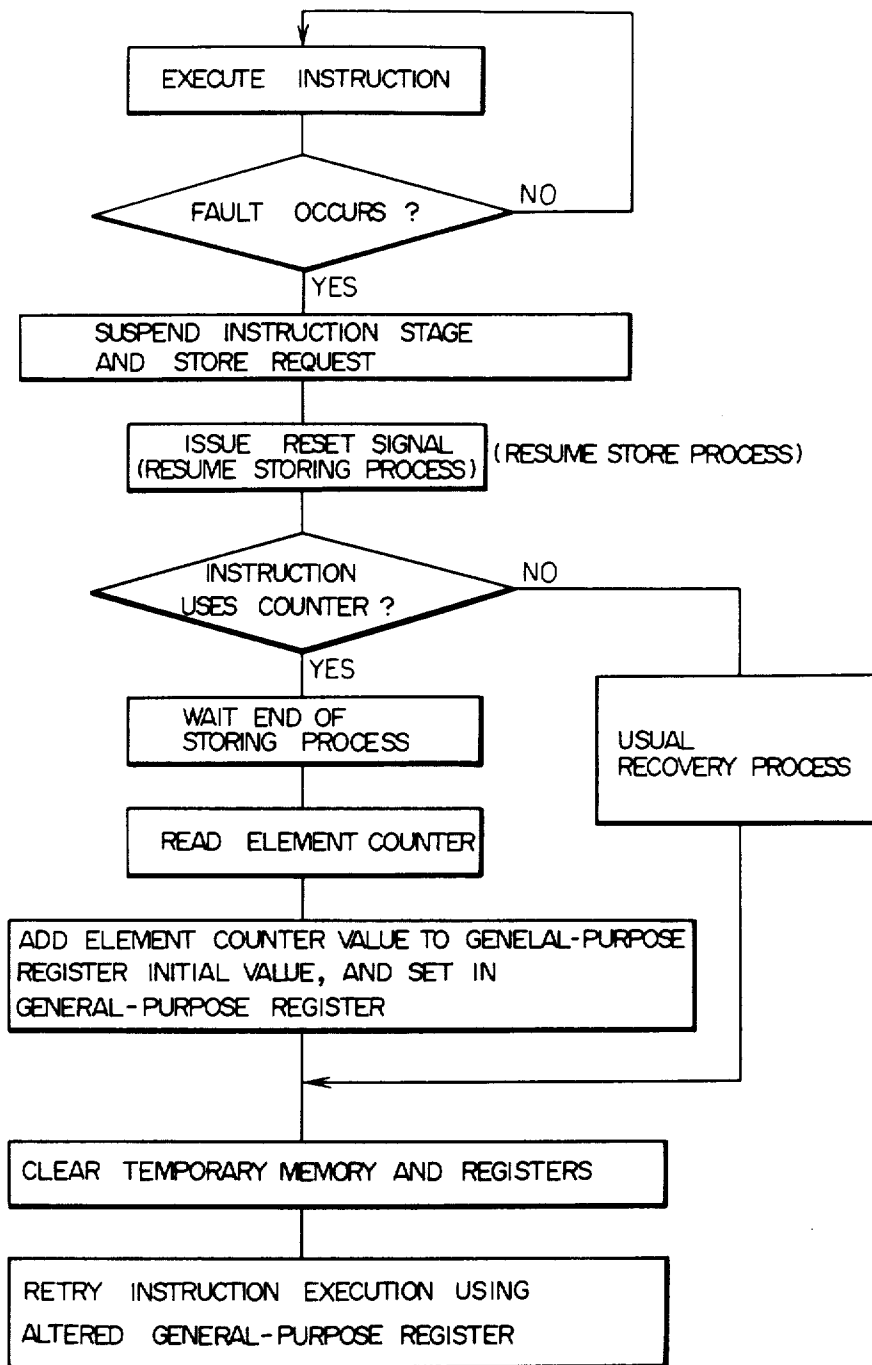 EXECUTE INSTRUCTION
FAULT OCCURS ?
NO
YES
SUSPEND INSTRUCTION STAGE
AND STORE REQUEST
ISSUE RESET SIGNAL
(RESUME STORING PROCESS)
(RESUME STORE PROCESS)
INSTRUCTION
USES COUNTER ?
NO
YES
WAIT END OF
STORING PROCESS
USUAL
RECOVERY PROCESS
READ ELEMENT COUNTER
ADD ELEMENT COUNTER VALUE TO GENELAL-PURPOSE
REGISTER INITIAL VALUE, AND SET IN
GENERAL-PURPOSE REGISTER
CLEAR TEMPORARY MEMORY AND REGISTERS
RETRY INSTRUCTION EXECUTION USING
ALTERED GENERAL-PURPOSE REGISTER